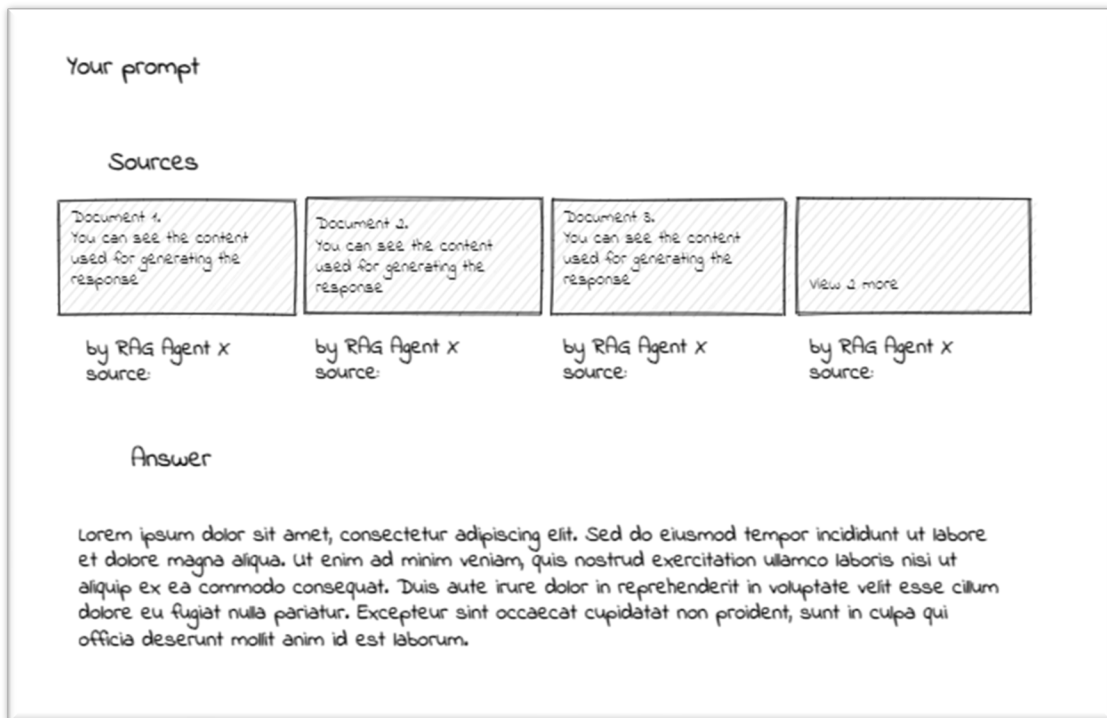 Your prompt
Sources
Document 1.
You can see the content
used for generating the
response
Document 2.
You can see the content
used for generating the
response
Document 3.
You can see the content
used for generating the
response
View 2 more
by RAG Agent X
source:
by RAG Agent X
source:
by RAG Agent X
source:
by RAG Agent X
source:
Answer
Lorem ipsum dolor sit amet, consectetur adipiscing elit. Sed do eiusmod tempor incididunt ut labore
et dolore magna aliqua. Ut enim ad minim veniam, quis nostrud exercitation ullamco laboris nisi ut
aliquip ex ea commodo consequat. Duis aute irure dolor in reprehenderit in voluptate velit esse cillum
dolore eu fugiat nulla pariatur. Excepteur sint occaecat cupidatat non proident, sunt in culpa qui
officia deserunt mollit anim id est laborum.